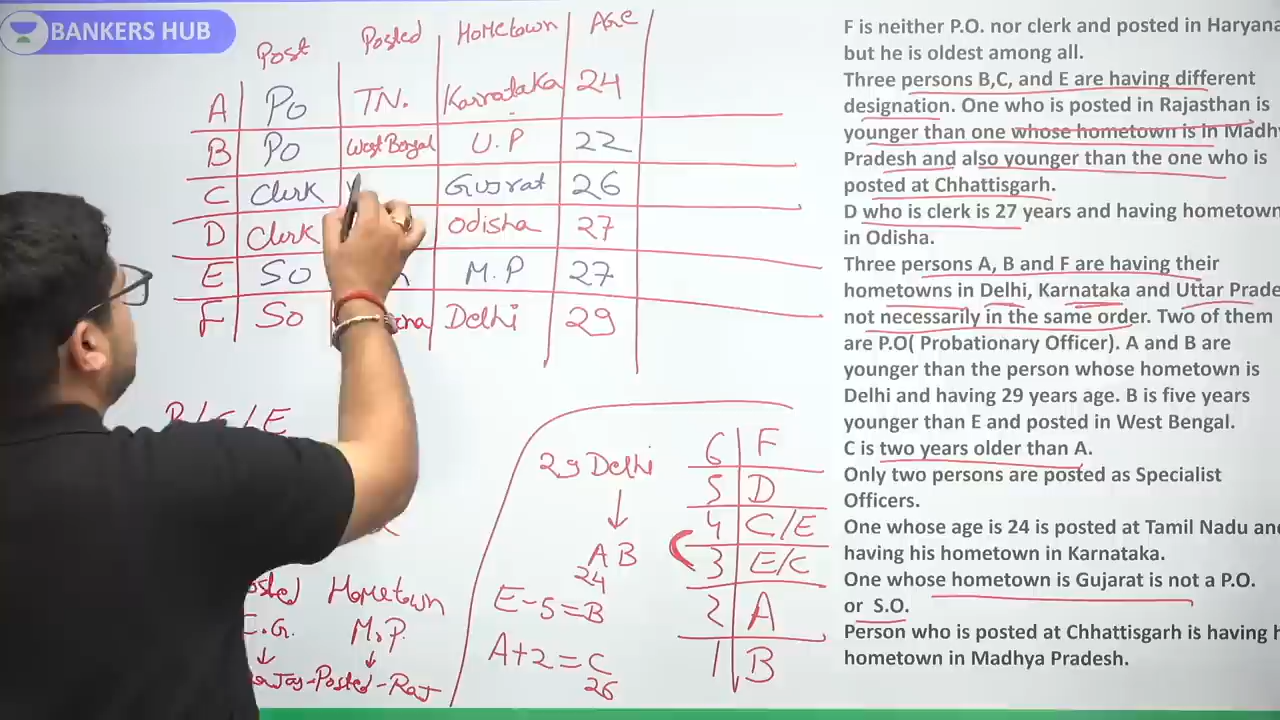 BANKERS HUB
Post Posted Hometown Age
A PO TN. Karnataka 24
B PO West Bengal U.P 22
C Clerk Gujrat 26
D Clerk Odisha 27
E SO M.P 27
F SO Delhi 29
29 Delhi
A B
24
E-5=B
A+2=C
26
6 F
5 D
4 C/E
3 E/C
2 A
1 B
Hometown
M.P.
Posted-Raj
F is neither P.O. nor clerk and posted in Haryana
but he is oldest among all.
Three persons B,C, and E are having different
designation. One who is posted in Rajasthan is
younger than one whose hometown is in Madh
Pradesh and also younger than the one who is
posted at Chhattisgarh.
D who is clerk is 27 years and having hometown
in Odisha.
Three persons A, B and F are having their
hometowns in Delhi, Karnataka and Uttar Prade
not necessarily in the same order. Two of them
are P.O( Probationary Officer). A and B are
younger than the person whose hometown is
Delhi and having 29 years age. B is five years
younger than E and posted in West Bengal.
C is two years older than A.
Only two persons are posted as Specialist
Officers.
One whose age is 24 is posted at Tamil Nadu and
having his hometown in Karnataka.
One whose hometown is Gujarat is not a P.O.
or S.O.
Person who is posted at Chhattisgarh is having h
hometown in Madhya Pradesh.